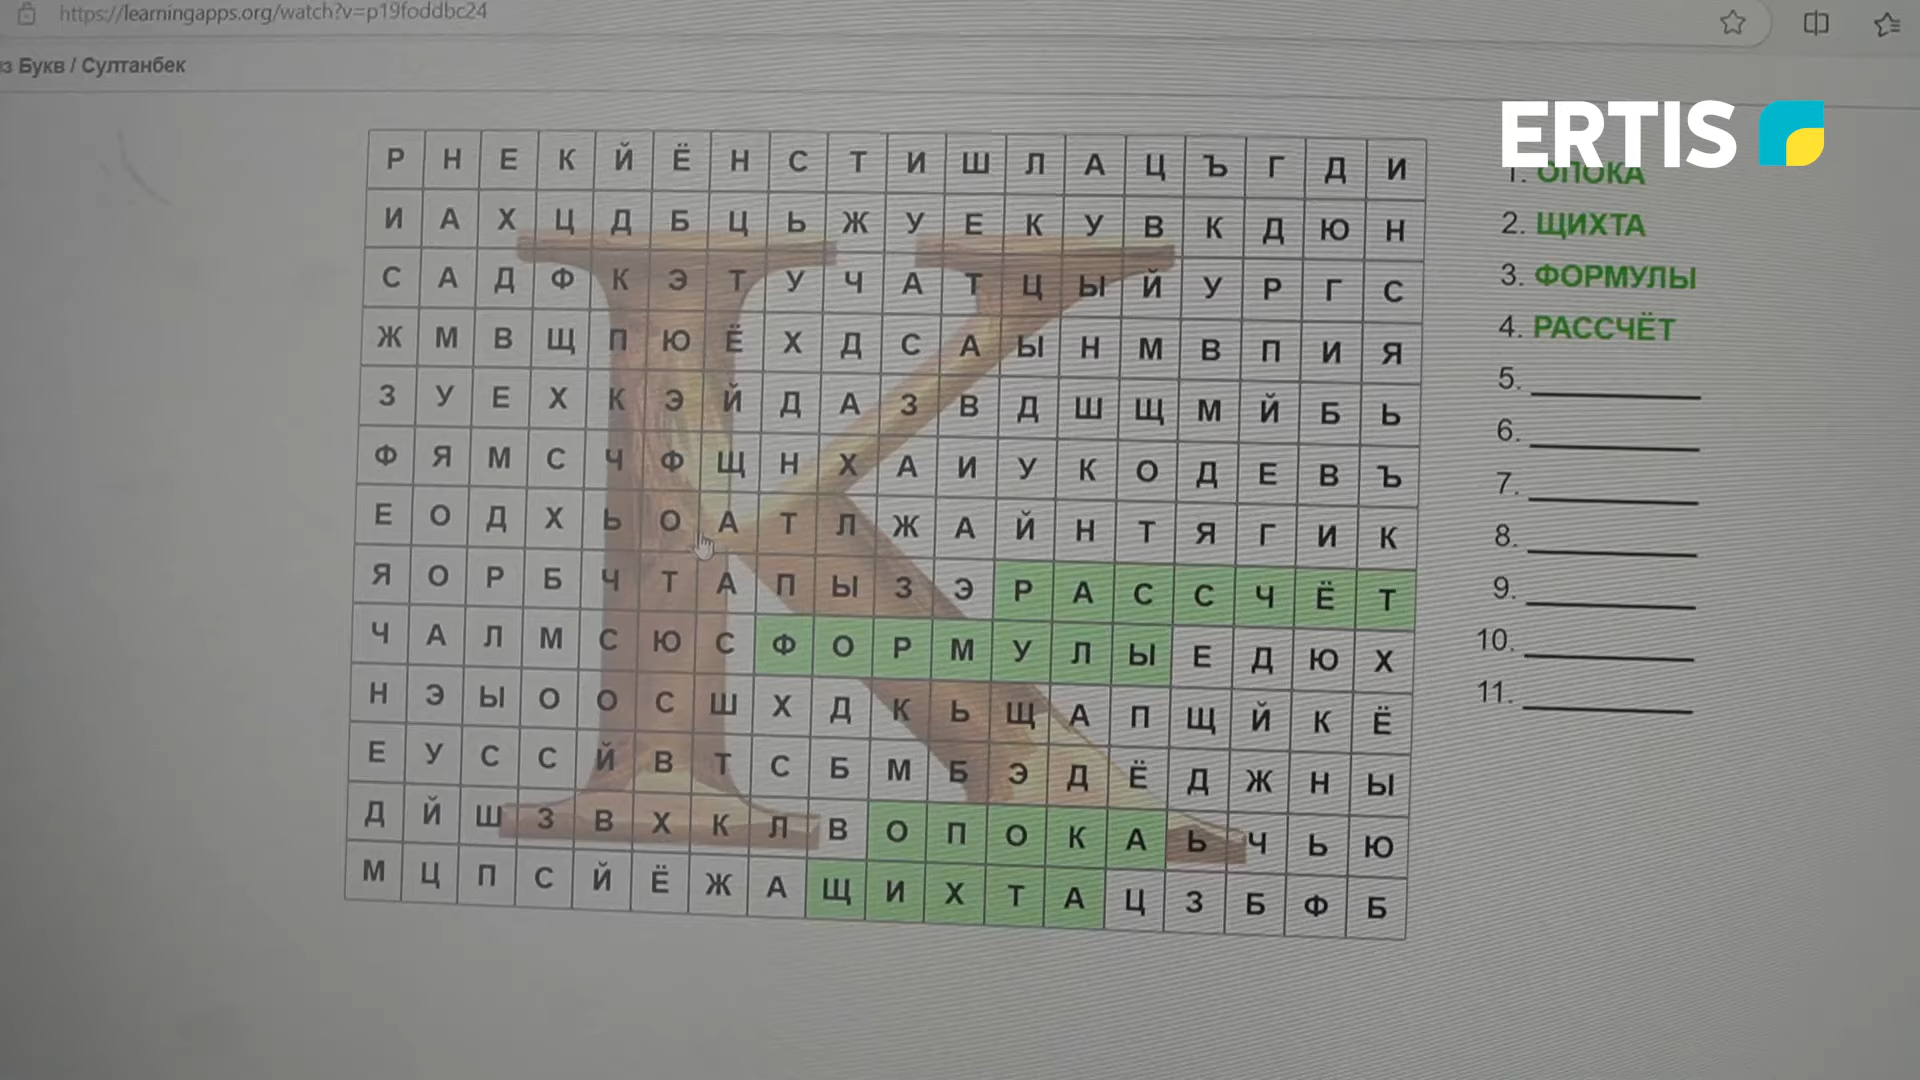 https://learningapps.org/watch?v=p19foddbc24
з Букв / Султанбек
ERTIS
Р Н Е К Й Ё Н С Т И Ш Л А Ц Ъ Г Д И
И А Х Ц Д Б Ц Ь Ж У Е К У В К Д Ю Н
С А Д Ф К Э Т У Ч А Т Ц Ы Й У Р Г С
Ж М В Щ П Ю Ё Х Д С А Ы Н М В П И Я
З У Е Х К Э Й Д А З В Д Ш Щ М Й Б Ь
Ф Я М С Ч Ф Щ Н Х А И У К О Д Е В Ъ
Е О Д Х Ь О А Т Л Ж А Й Н Т Я Г И К
Я О Р Б Ч Т А П Ы З Э Р А С С Ч Ё Т
Ч А Л М С Ю С Ф О Р М У Л Ы Е Д Ю Х
Н Э Ы О О С Ш Х Д К Ь Щ А П Щ Й К Ё
Е У С С Й В Т С Б М Б Э Д Ё Д Ж Н Ы
Д Й Ш З В Х К Л В О П О К А Ь Ч Ь Ю
М Ц П С Й Ё Ж А Щ И Х Т А Ц З Б Ф Б
1. ОПОКА
2. ЩИХТА
3. ФОРМУЛЫ
4. РАССЧЁТ
5.
6.
7.
8.
9.
10.
11.